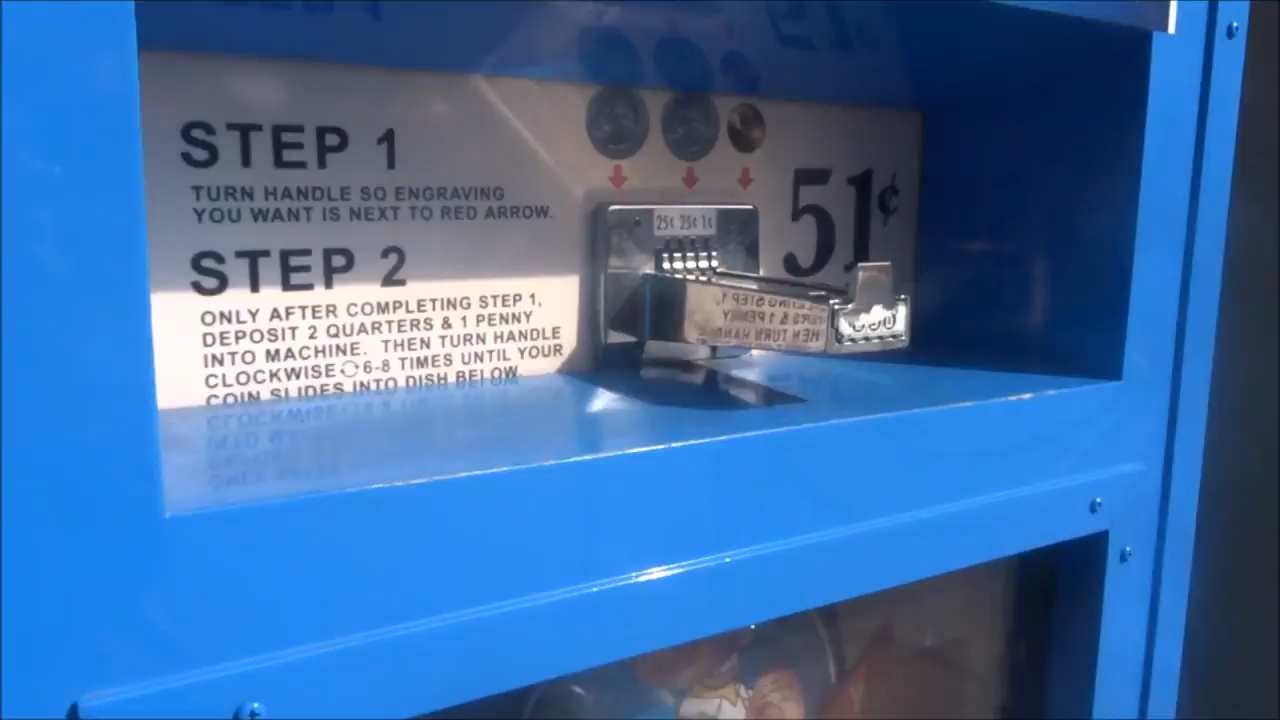 STEP 1
TURN HANDLE SO ENGRAVING
YOU WANT IS NEXT TO RED ARROW.
STEP 2
ONLY AFTER COMPLETING STEP 1,
DEPOSIT 2 QUARTERS & 1 PENNY
INTO MACHINE. THEN TURN HANDLE
CLOCKWISE 6-8 TIMES UNTIL YOUR
COIN SLIDES INTO DISH BELOW.
25¢ 25¢ 1¢
51¢